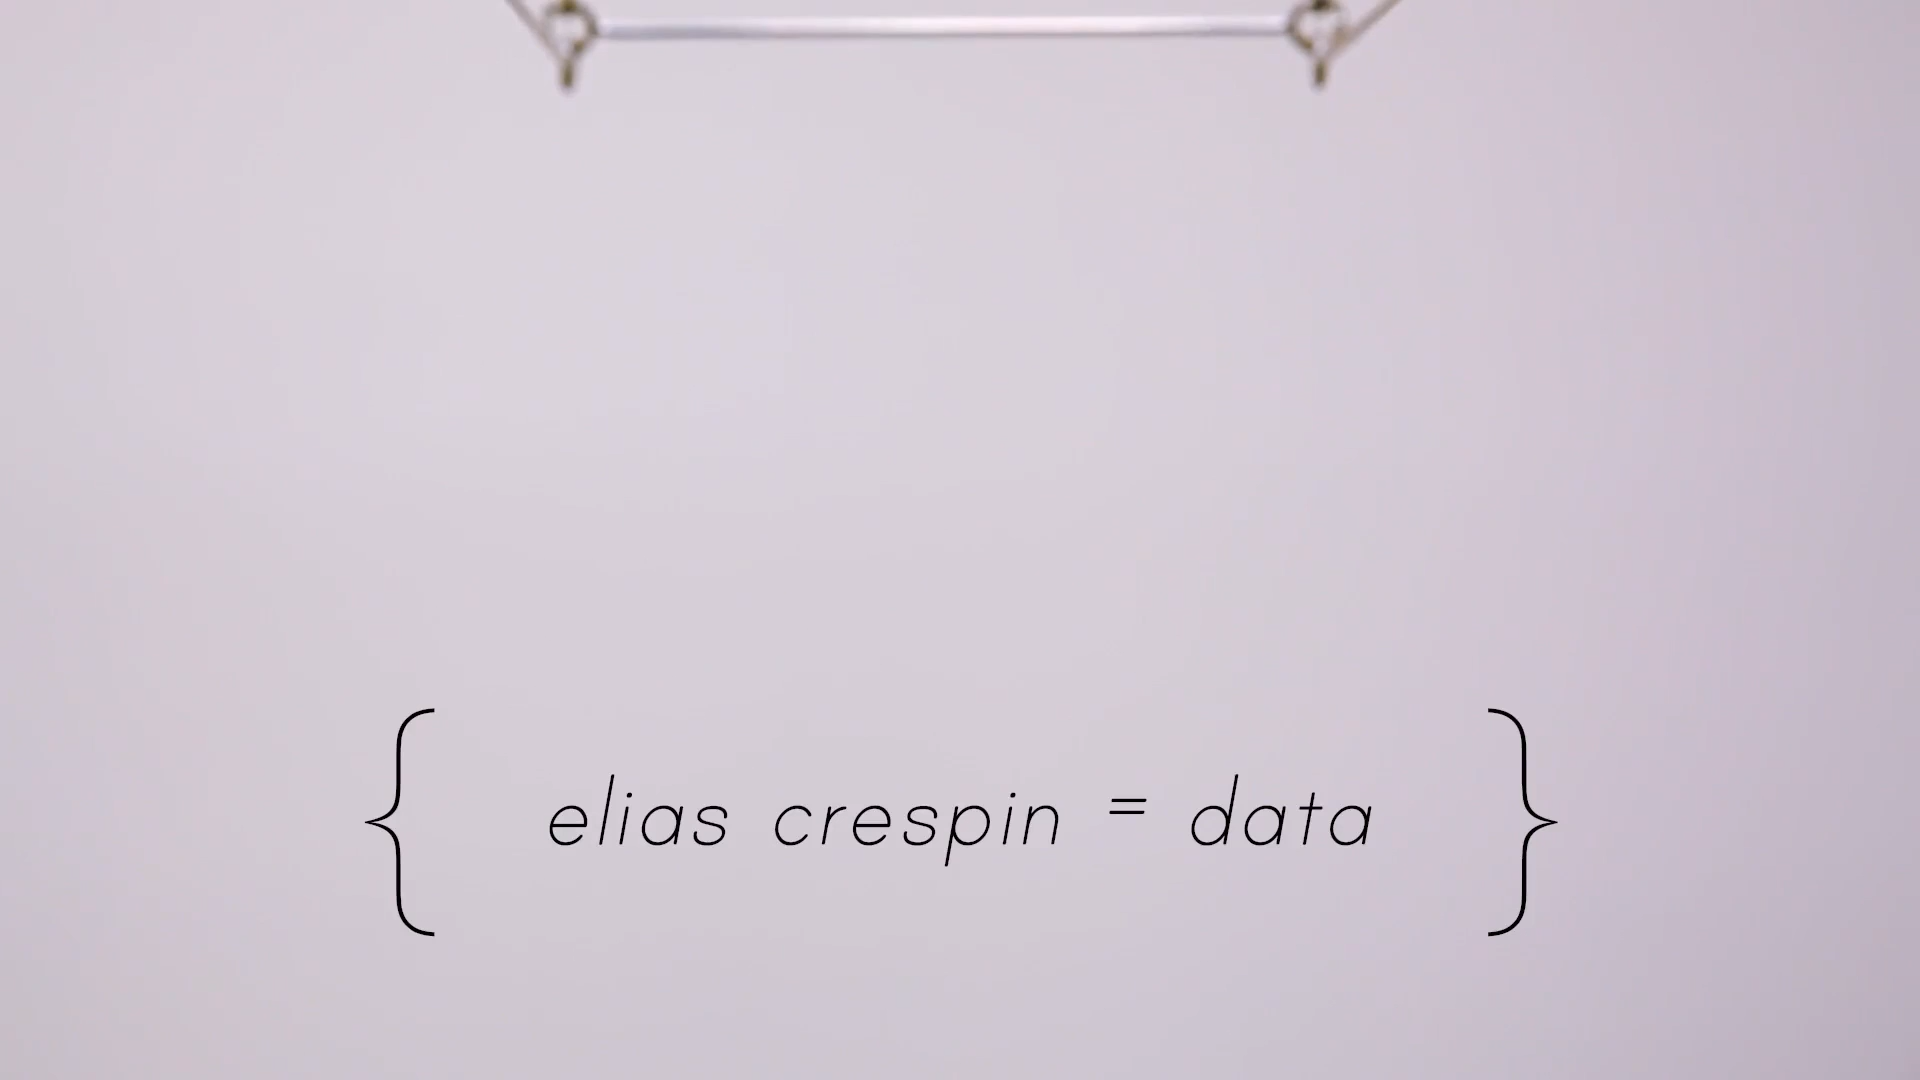 { elias crespin = data }